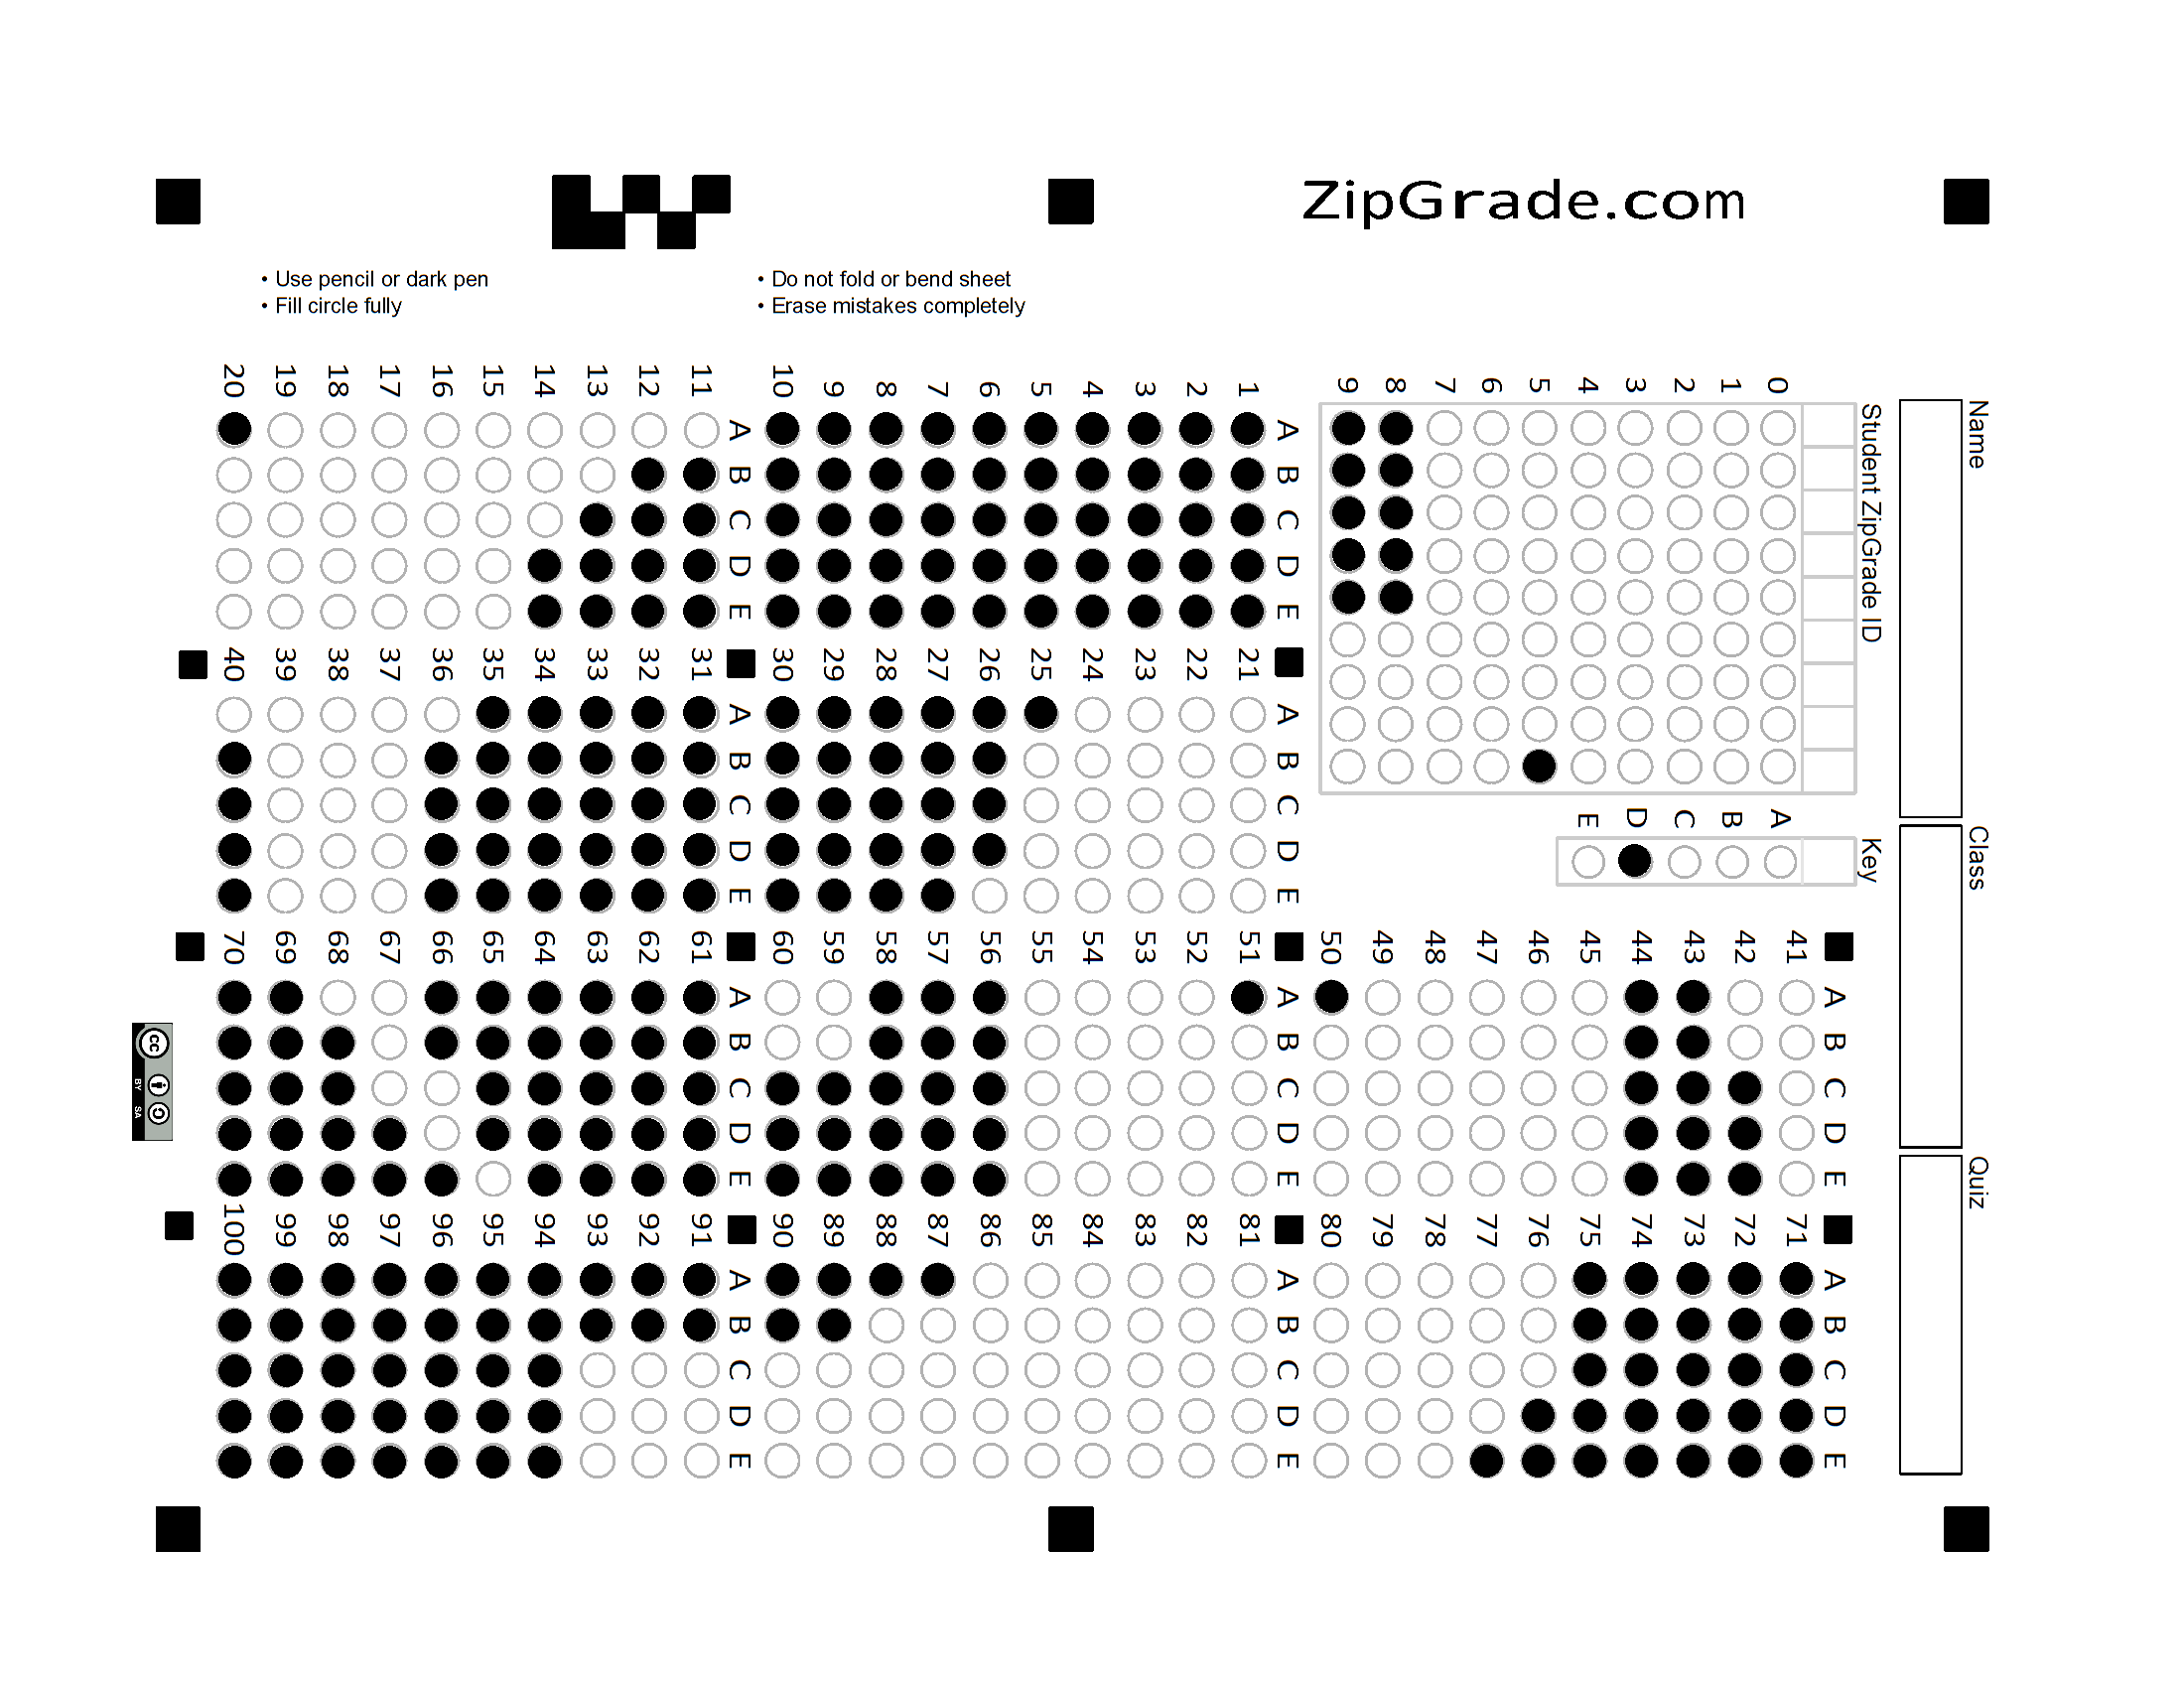 ZipGrade.com
• Use pencil or dark pen
• Fill circle fully
• Do not fold or bend sheet
• Erase mistakes completely
Name
Class
Quiz
Student ZipGrade ID
0 1 2 3 4 5 6 7 8 9
Key
A B C D E
1 2 3 4 5 6 7 8 9 10
A B C D E
11 12 13 14 15 16 17 18 19 20
A B C D E
21 22 23 24 25 26 27 28 29 30
A B C D E
31 32 33 34 35 36 37 38 39 40
A B C D E
41 42 43 44 45 46 47 48 49 50
A B C D E
51 52 53 54 55 56 57 58 59 60
A B C D E
61 62 63 64 65 66 67 68 69 70
A B C D E
71 72 73 74 75 76 77 78 79 80
A B C D E
81 82 83 84 85 86 87 88 89 90
A B C D E
91 92 93 94 95 96 97 98 99 100
A B C D E
cc
BY SA